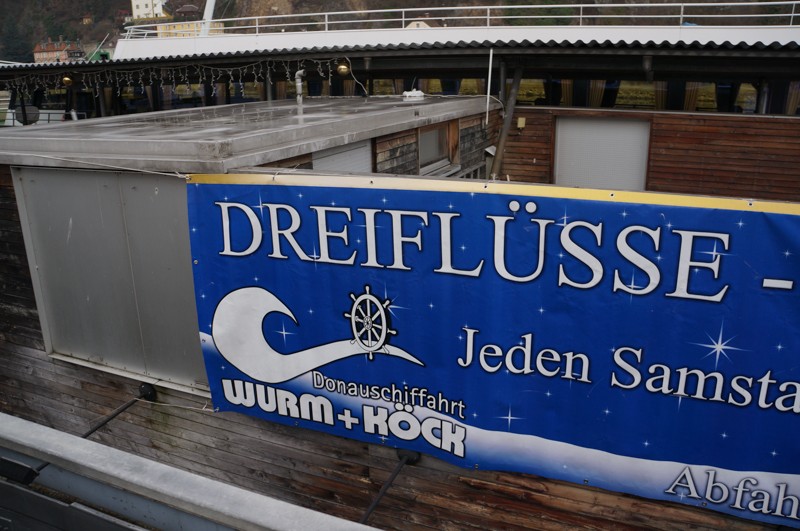 DREIFLÜSSE -
Jeden Samsta
Donauschiffahrt
WURM + KÖCK
Abfah